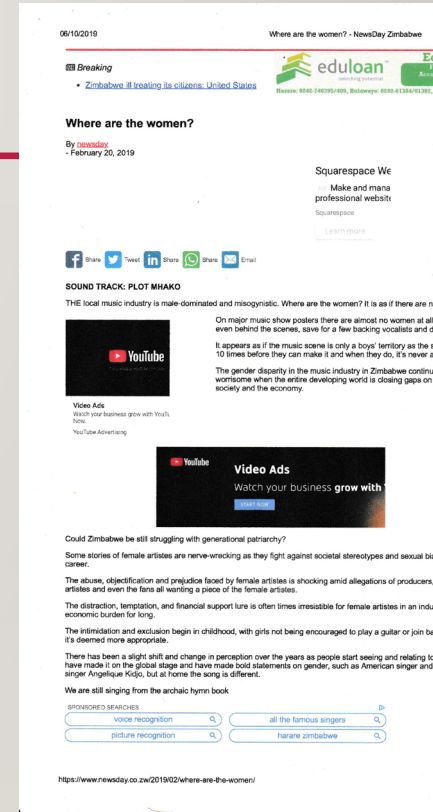 06/10/2019
Where are the women? - NewsDay Zimbabwe
Breaking
• Zimbabwe ill treating its citizens: United States
eduloan
unlocking potential
Where are the women?
By newsday
- February 20, 2019
Squarespace We
Make and mana
professional website
Squarespace
Learn more
Share
Tweet
Share
Share
Email
SOUND TRACK: PLOT MHAKO
THE local music industry is male-dominated and misogynistic. Where are the women? It is as if there are n
On major music show posters there are almost no women at all
even behind the scenes, save for a few backing vocalists and d
It appears as if the music scene is only a boys' territory as the s
10 times before they can make it and when they do, it's never a
The gender disparity in the music industry in Zimbabwe continu
worrisome when the entire developing world is closing gaps on
society and the economy.
YouTube
Video Ads
Watch your business grow with YouTu
Now.
YouTube Advertising
YouTube
Video Ads
Watch your business grow with
START NOW
Could Zimbabwe be still struggling with generational patriarchy?
Some stories of female artistes are nerve-wrecking as they fight against societal stereotypes and sexual bia
career.
The abuse, objectification and prejudice faced by female artistes is shocking amid allegations of producers,
artistes and even the fans all wanting a piece of the female artistes.
The distraction, temptation, and financial support lure is often times irresistible for female artistes in an indu
economic burden for long.
The intimidation and exclusion begin in childhood, with girls not being encouraged to play a guitar or join ba
it's deemed more appropriate.
There has been a slight shift and change in perception over the years as people start seeing and relating to
have made it on the global stage and have made bold statements on gender, such as American singer and
singer Angelique Kidjo, but at home the song is different.
We are still singing from the archaic hymn book
SPONSORED SEARCHES
voice recognition
all the famous singers
picture recognition
harare zimbabwe
https://www.newsday.co.zw/2019/02/where-are-the-women/